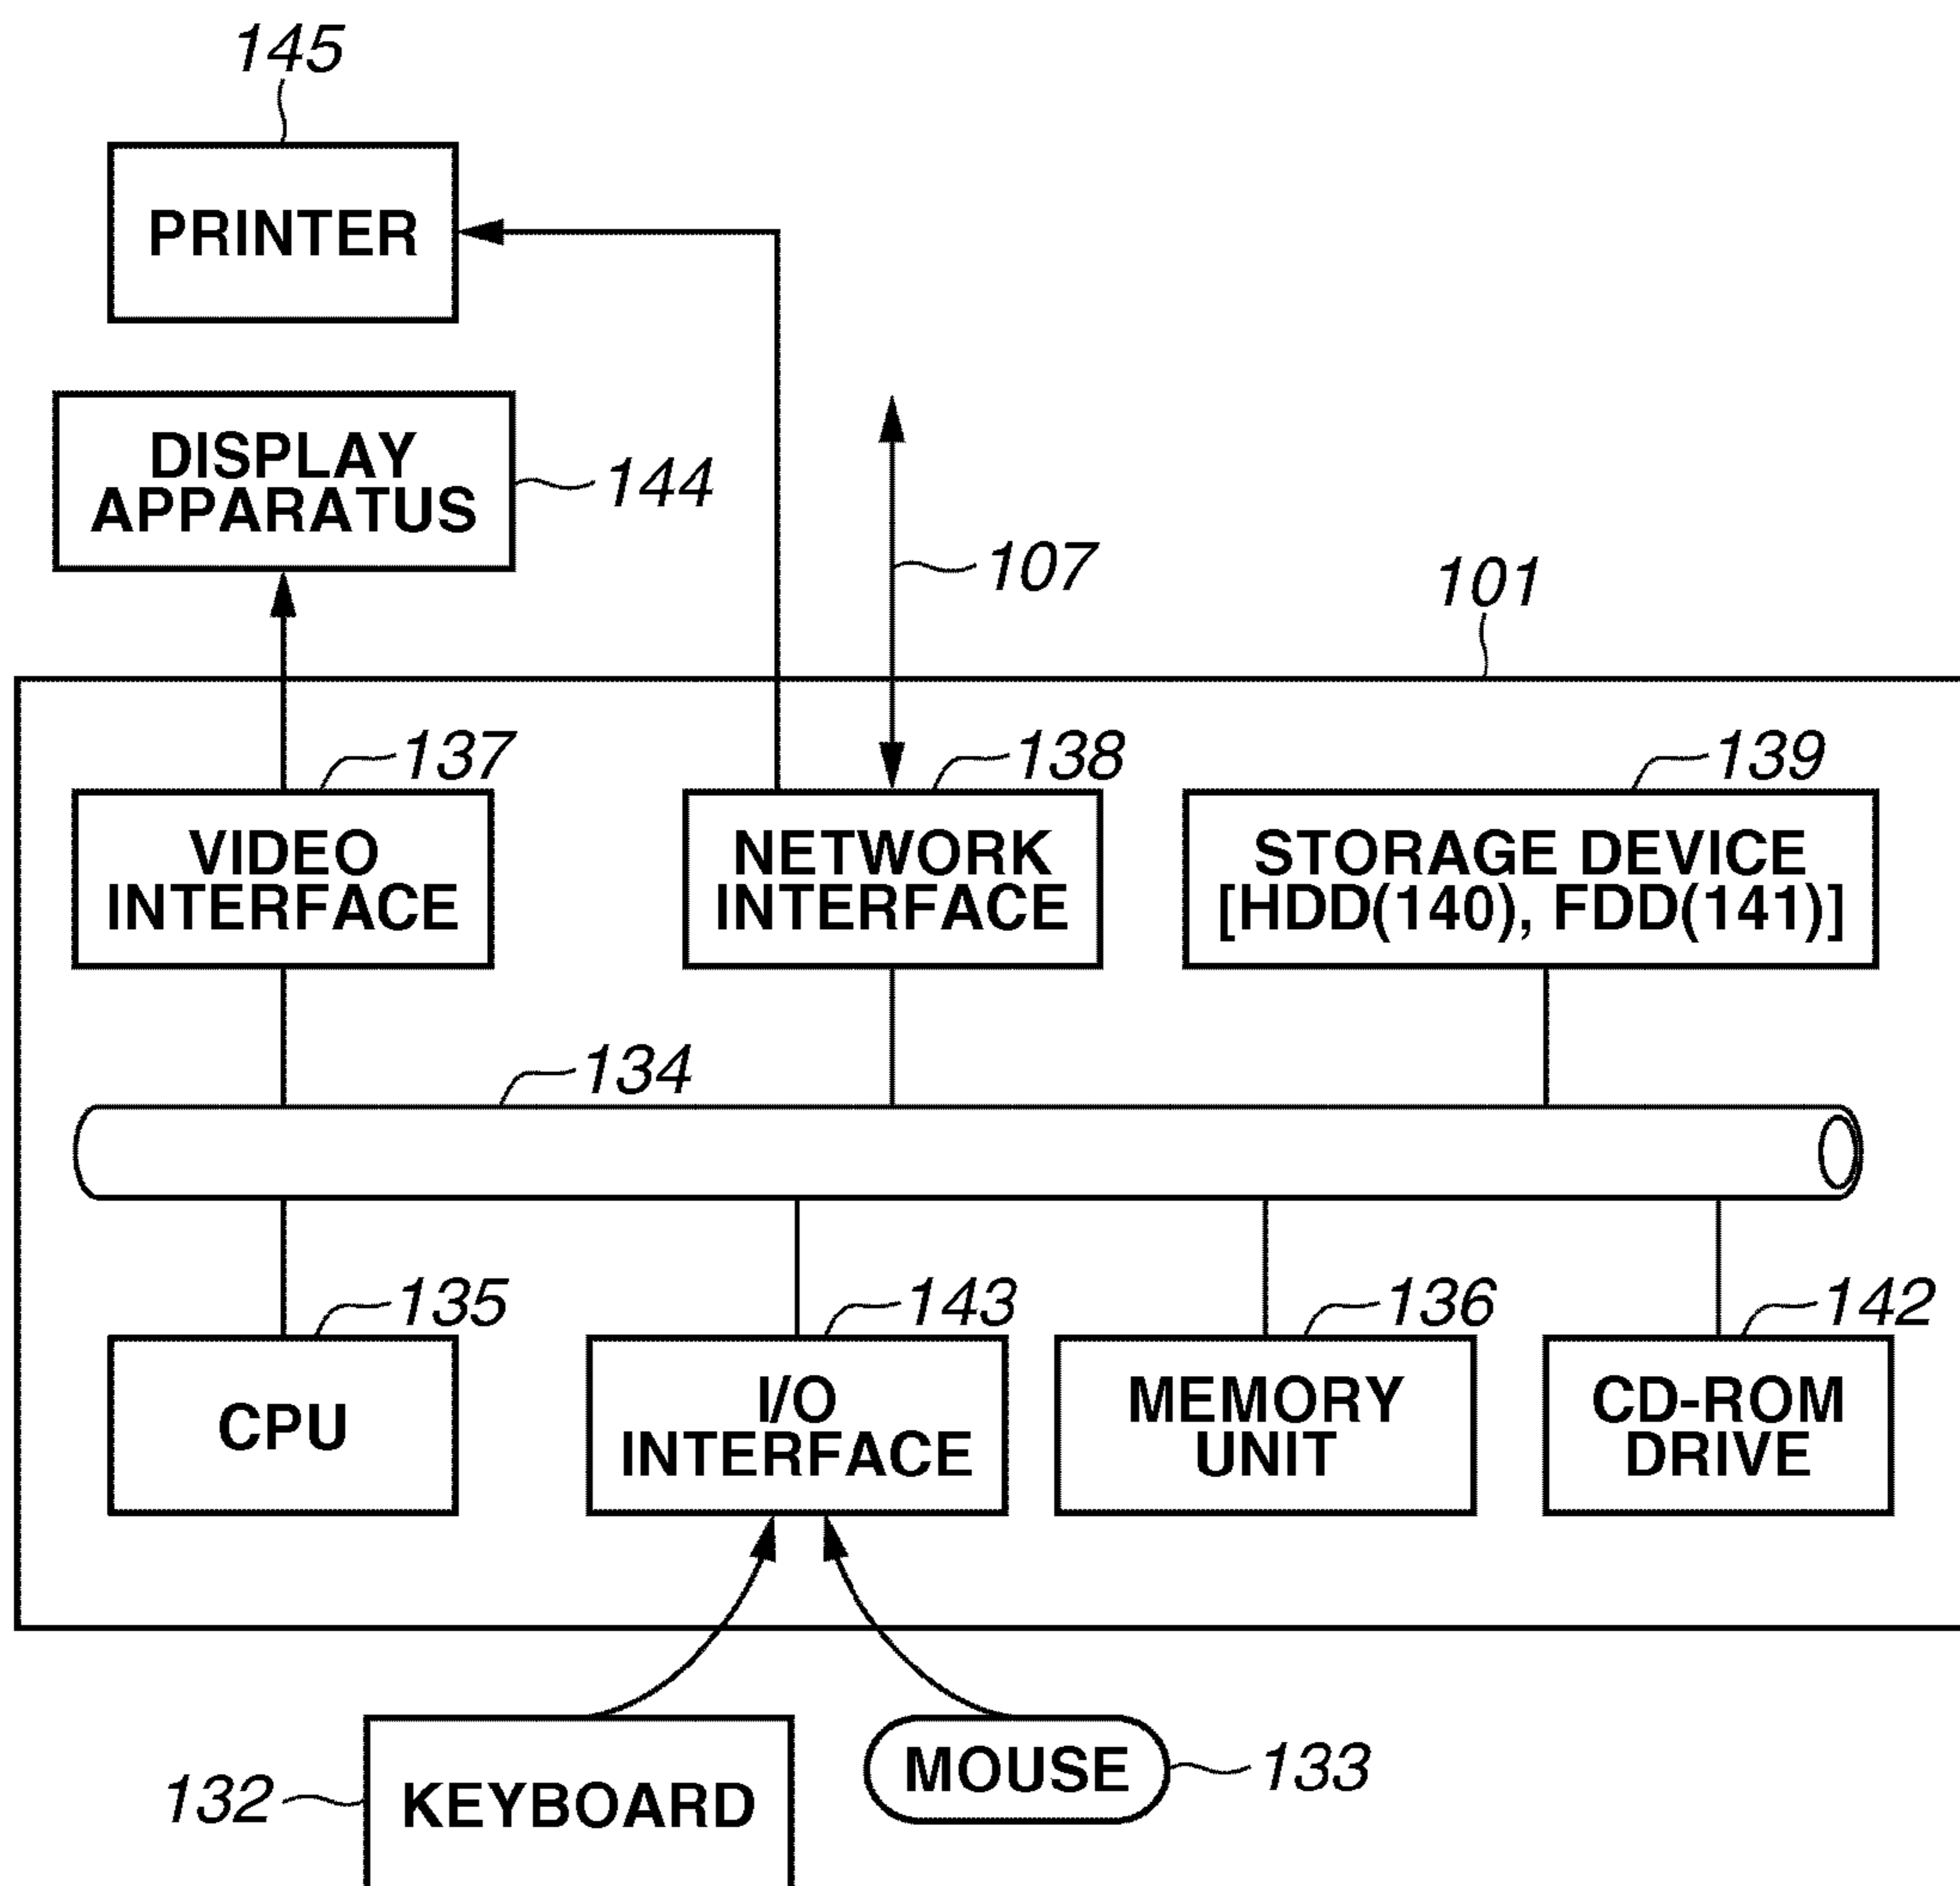 145
PRINTER
DISPLAY
APPARATUS
144
107
101
137
138
139
VIDEO
INTERFACE
NETWORK
INTERFACE
STORAGE DEVICE
[HDD(140), FDD(141)]
134
135
143
136
142
CPU
I/O
INTERFACE
MEMORY
UNIT
CD-ROM
DRIVE
132
KEYBOARD
MOUSE
133